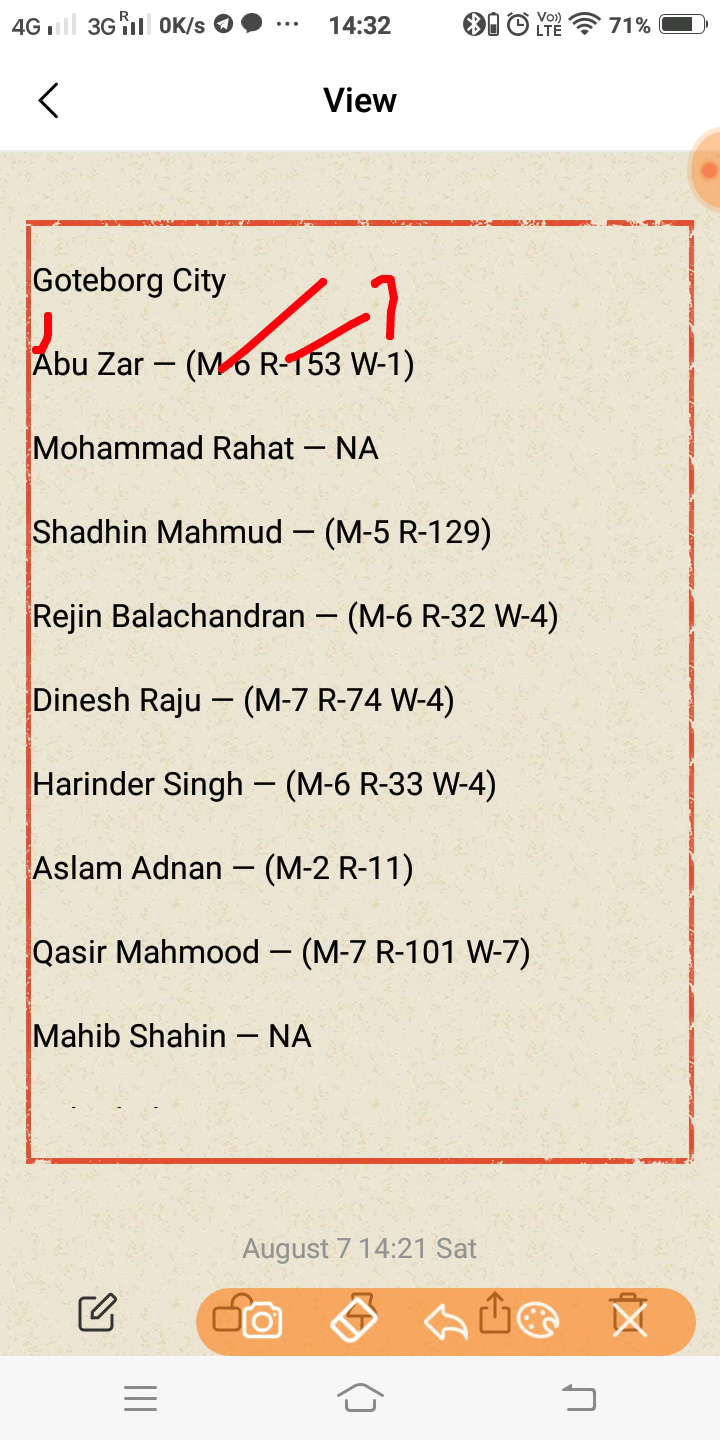 4G 3G R 0K/s ... 14:32 VoLTE 71%
View
Goteborg City
Abu Zar — (M-6 R-153 W-1)
Mohammad Rahat — NA
Shadhin Mahmud — (M-5 R-129)
Rejin Balachandran — (M-6 R-32 W-4)
Dinesh Raju — (M-7 R-74 W-4)
Harinder Singh — (M-6 R-33 W-4)
Aslam Adnan — (M-2 R-11)
Qasir Mahmood — (M-7 R-101 W-7)
Mahib Shahin — NA
August 7 14:21 Sat